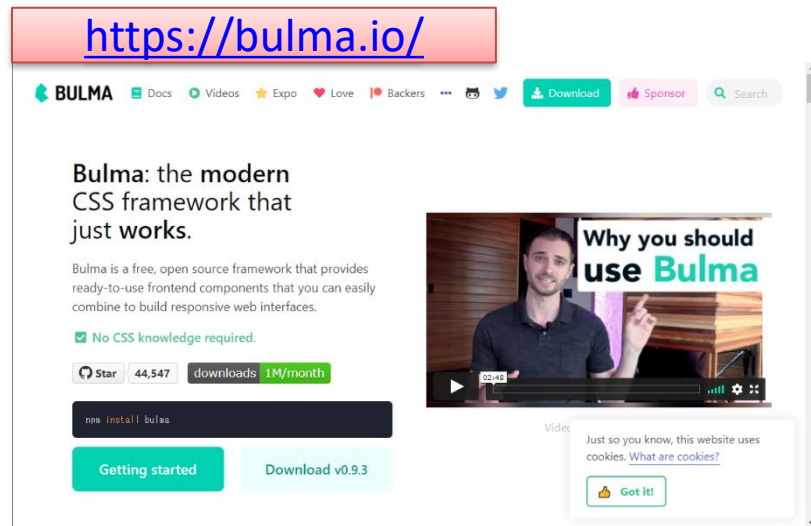 https://bulma.io/
BULMA Docs Videos Expo Love Backers Download Sponsor Search
Bulma: the modern
CSS framework that
just works.
Bulma is a free, open source framework that provides
ready-to-use frontend components that you can easily
combine to build responsive web interfaces.
No CSS knowledge required.
Star 44,547 downloads 1M/month
npm install bulma
Getting started Download v0.9.3
Why you should
use Bulma
02:48
Video
Just so you know, this website uses
cookies. What are cookies?
Got it!